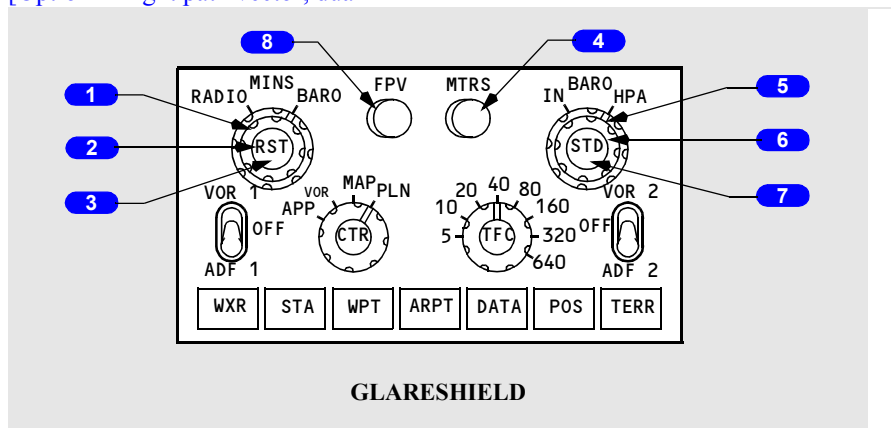 8
4
MINS
FPV
MTRS
BARO
RADIO
BARO
IN
HPA
1
5
2
RST
STD
6
3
7
VOR 1
VOR
MAP
PLN
20
40
80
VOR 2
APP
10
160
OFF
CTR
5
TFC
320
OFF
640
ADF 1
ADF 2
WXR STA WPT ARPT DATA POS TERR
GLARESHIELD